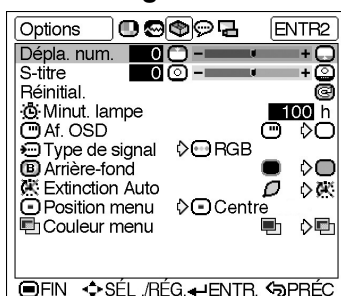 Options ENTR2
Dépla. num. 0 - +
S-titre 0 - +
Réinitial.
Minut. lampe 100 h
Af. OSD
Type de signal RGB
B Arrière-fond
Extinction Auto
Position menu Centre
Couleur menu
FIN SÉL./RÉG. ENTR. PRÉC